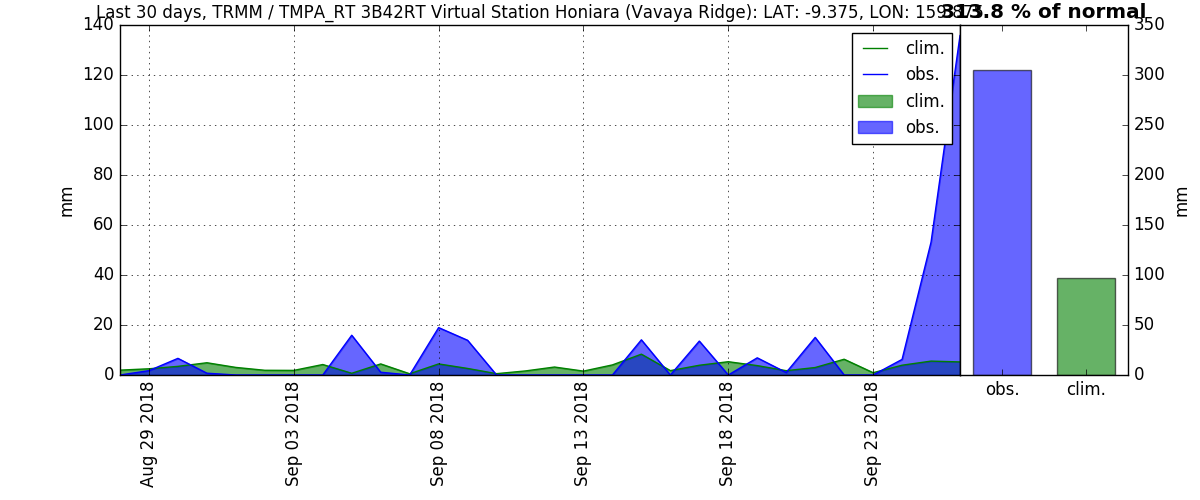 Last 30 days, TRMM / TMPA_RT 3B42RT Virtual Station Honiara (Vavaya Ridge): LAT: -9.375, LON:
313.8 % of normal
140
120
100
80
60
40
20
0
mm
clim.
obs.
clim.
obs.
Aug 29 2018
Sep 03 2018
Sep 08 2018
Sep 13 2018
Sep 18 2018
Sep 23 2018
350
300
250
200
150
100
50
0
mm
obs.
clim.